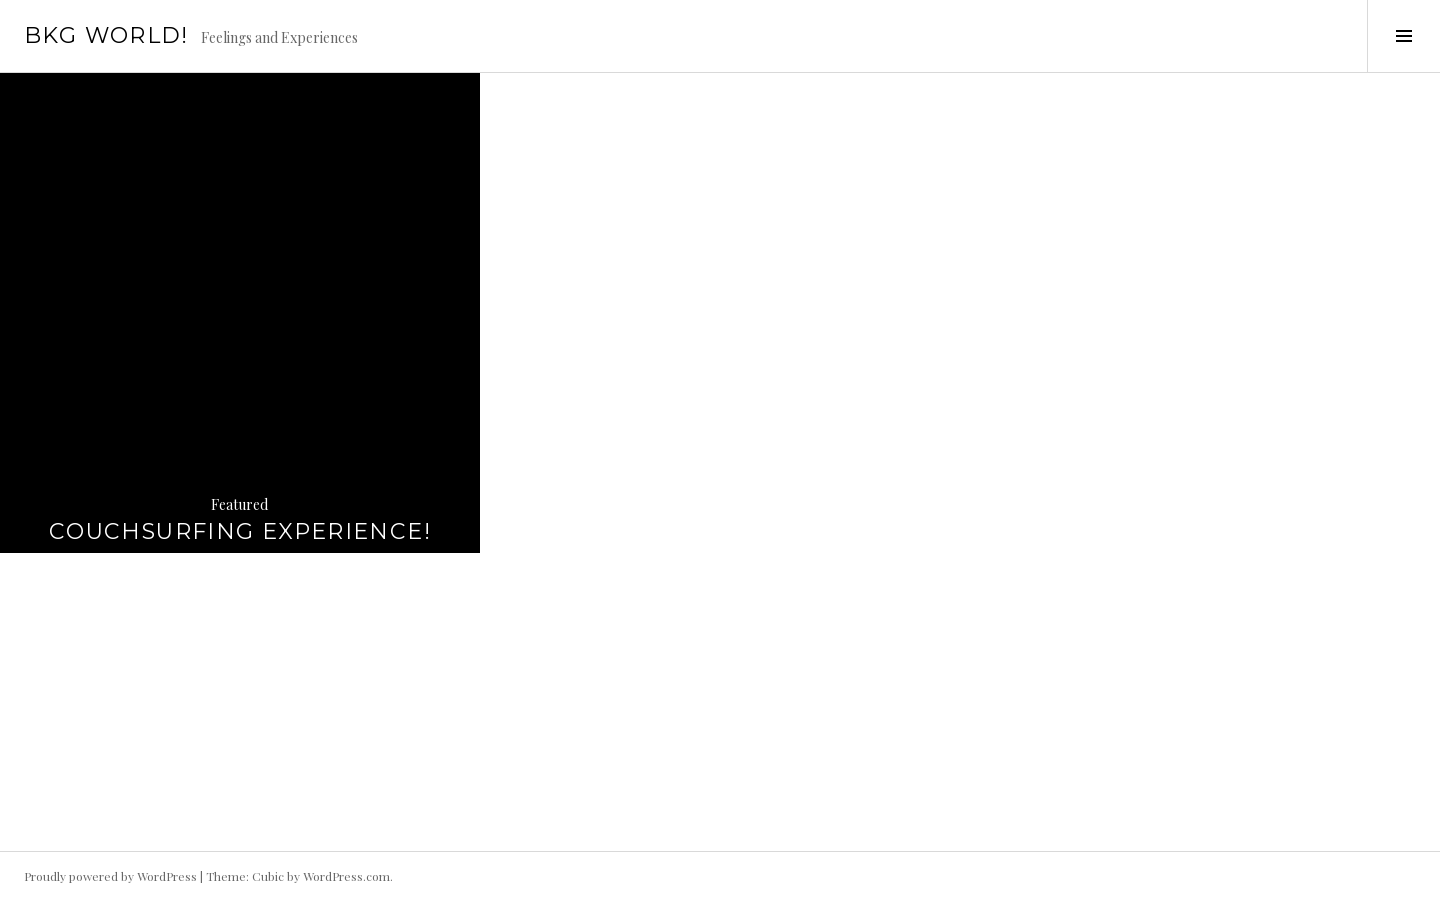 BKG WORLD! Feelings and Experiences
Featured
COUCHSURFING EXPERIENCE!
Proudly powered by WordPress | Theme: Cubic by WordPress.com.